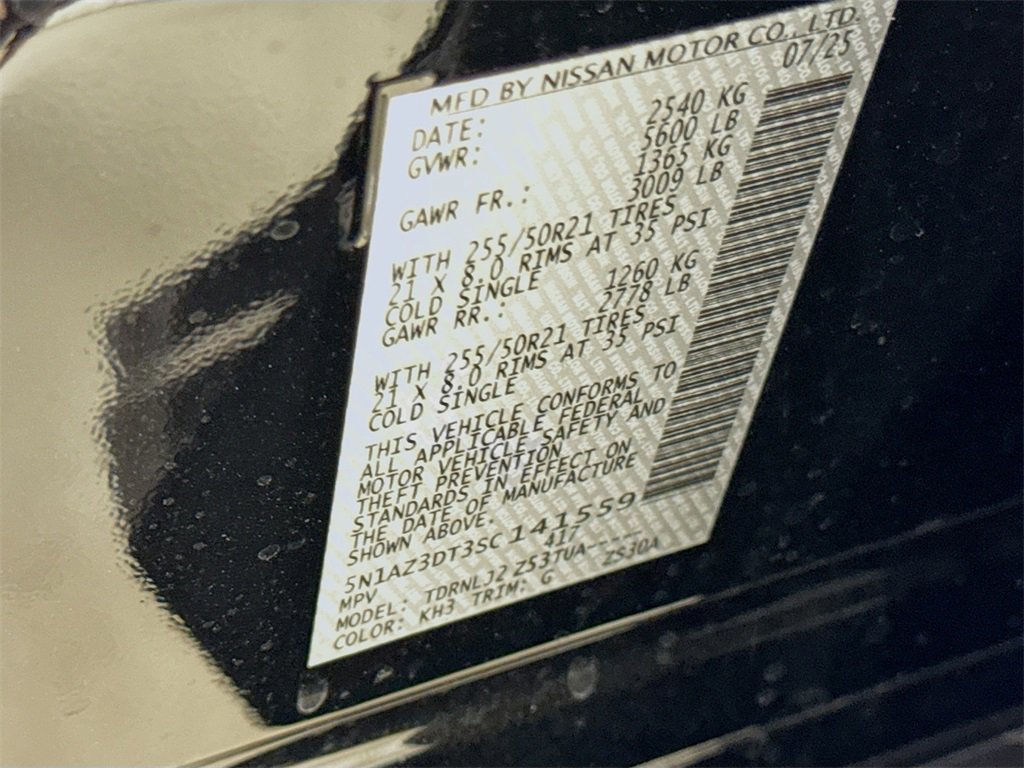 MFD BY NISSAN MOTOR CO., LTD.
DATE: 07/25
GVWR: 2540 KG
5600 LB
GAWR FR.: 1365 KG
3009 LB
WITH 255/50R21 TIRES
21 X 8.0 RIMS AT 35 PSI
COLD SINGLE
GAWR RR.: 1260 KG
2778 LB
WITH 255/50R21 TIRES
21 X 8.0 RIMS AT 35 PSI
COLD SINGLE
THIS VEHICLE CONFORMS TO
ALL APPLICABLE FEDERAL
MOTOR VEHICLE SAFETY AND
THEFT PREVENTION
STANDARDS IN EFFECT ON
THE DATE OF MANUFACTURE
SHOWN ABOVE.
5N1AZ3DT3SC141559
MPV 417
MODEL: TDRNLJ2 Z53TUA-----
COLOR: KH3 TRIM: G ZS30A